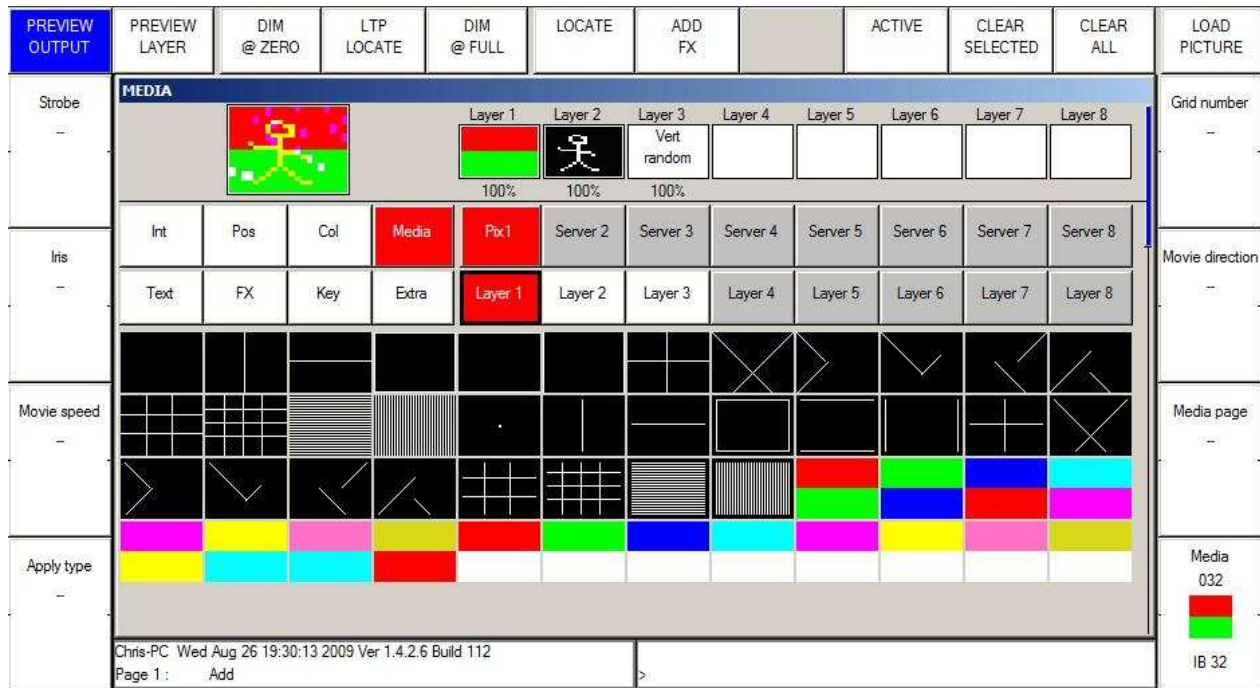 PREVIEW
OUTPUT
PREVIEW
LAYER
DIM
@ ZERO
LTP
LOCATE
DIM
@ FULL
LOCATE
ADD
FX
ACTIVE
CLEAR
SELECTED
CLEAR
ALL
LOAD
PICTURE
Strobe
--
Iris
--
Movie speed
--
Apply type
--
MEDIA
Layer 1 Layer 2 Layer 3 Layer 4 Layer 5 Layer 6 Layer 7 Layer 8
Vert
random
100% 100% 100%
Int Pos Col Media Pix1 Server 2 Server 3 Server 4 Server 5 Server 6 Server 7 Server 8
Text FX Key Extra Layer 1 Layer 2 Layer 3 Layer 4 Layer 5 Layer 6 Layer 7 Layer 8
Chris-PC Wed Aug 26 19:30:13 2009 Ver 1.4.2.6 Build 112
Page 1 : Add
>
Grid number
--
Movie direction
--
Media page
--
Media
032
IB 32